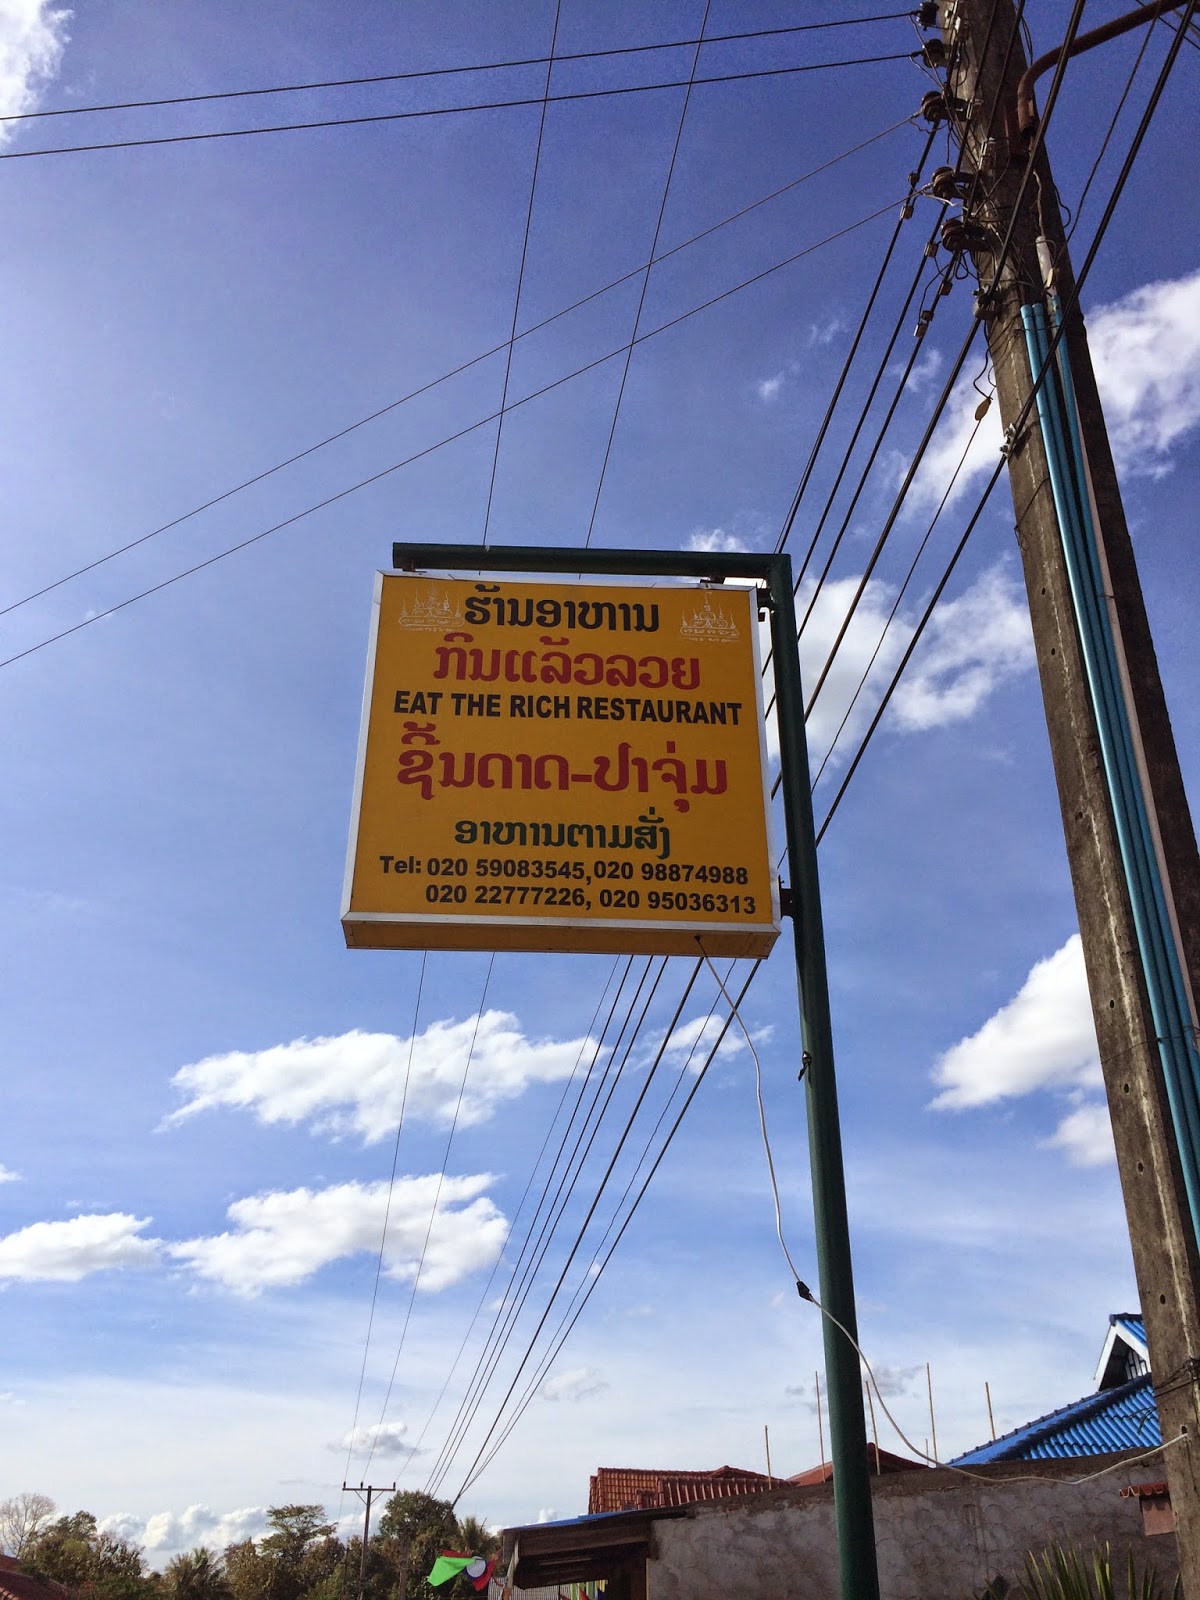 ຮ້ານອາຫານ
ກິນແລ້ວລວຍ
EAT THE RICH RESTAURANT
ຊີ້ນດາດ-ປາຈຸ່ມ
ອາຫານຕາມສັ່ງ
Tel: 020 59083545, 020 98874988
020 22777226, 020 95036313